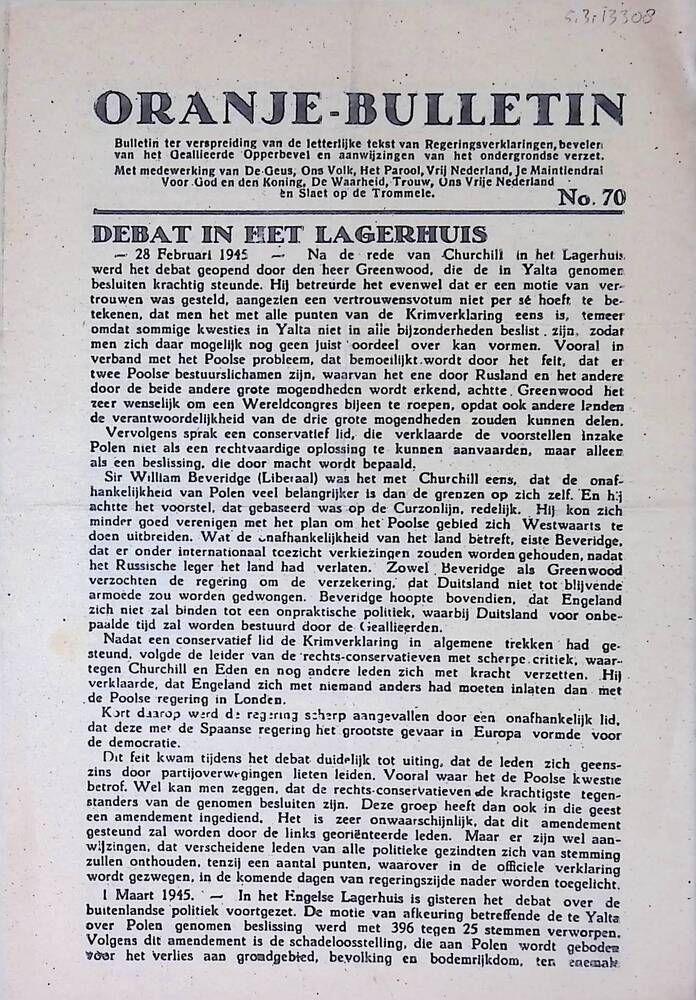 S.3.13308
ORANJE-BULLETIN
Bulletin ter verspreiding van de letterlijke tekst van Regeringsverklaringen, bevelen
van het Geallieerde Opperbevel en aanwijzingen van het ondergrondse verzet.
Met medewerking van De Geus, Ons Volk, Het Parool, Vrij Nederland, Je Maintiendrai
Voor God en den Koning, De Waarheid, Trouw, Ons Vrije Nederland
en Slaet op de Trommele.
No. 70
DEBAT IN HET LAGERHUIS
— 28 Februari 1945 — Na de rede van Churchill in het Lagerhuis
werd het debat geopend door den heer Greenwood, die de in Yalta genomen
besluiten krachtig steunde. Hij betreurde het evenwel dat er een motie van ver-
trouwen was gesteld, aangezien een vertrouwensvotum niet per sé hoeft te be-
tekenen, dat men het met alle punten van de Krimverklaring eens is, temeer
omdat sommige kwesties in Yalta niet in alle bijzonderheden beslist zijn, zodat
men zich daar mogelijk nog geen juist oordeel over kan vormen. Vooral in
verband met het Poolse probleem, dat bemoeilijkt wordt door het feit, dat er
twee Poolse bestuurslichamen zijn, waarvan het ene door Rusland en het andere
door de beide andere grote mogendheden wordt erkend, achtte Greenwood het
zeer wenselijk om een Wereldcongres bijeen te roepen, opdat ook andere landen
de verantwoordelijkheid van de drie grote mogendheden zouden kunnen delen.
Vervolgens sprak een conservatief lid, die verklaarde de voorstellen inzake
Polen niet als een rechtvaardige oplossing te kunnen aanvaarden, maar alleen
als een beslissing, die door macht wordt bepaald.
Sir William Beveridge (Liberaal) was het met Churchill eens, dat de onaf-
hankelijkheid van Polen veel belangrijker is dan de grenzen op zich zelf. En hij
achtte het voorstel, dat gebaseerd was op de Curzonlijn, redelijk. Hij kon zich
minder goed verenigen met het plan om het Poolse gebied zich Westwaarts te
doen uitbreiden. Wat de onafhankelijkheid van het land betreft, eiste Beveridge,
dat er onder internationaal toezicht verkiezingen zouden worden gehouden, nadat
het Russische leger het land had verlaten. Zowel Beveridge als Greenwood
verzochten de regering om de verzekering, dat Duitsland niet tot blijvende
armoede zou worden gedwongen. Beveridge hoopte bovendien, dat Engeland
zich niet zal binden tot een onpraktische politiek, waarbij Duitsland voor onbe-
paalde tijd zal worden bestuurd door de Geallieerden.
Nadat een conservatief lid de Krimverklaring in algemene trekken had ge-
steund, volgde de leider van de rechts-conservatieven met scherpe critiek, waar-
tegen Churchill en Eden en nog andere leden zich met kracht verzetten. Hij
verklaarde, dat Engeland zich met niemand anders had moeten inlaten dan met
de Poolse regering in Londen.
Kort daarop werd de regering scherp aangevallen door een onafhankelijk lid,
dat deze met de Spaanse regering het grootste gevaar in Europa vormde voor
de democratie.
Dit feit kwam tijdens het debat duidelijk tot uiting, dat de leden zich geens-
zins door partijoverwegingen lieten leiden. Vooral waar het de Poolse kwestie
betrof. Wel kan men zeggen, dat de rechts-conservatieven de krachtigste tegen-
standers van de genomen besluiten zijn. Deze groep heeft dan ook in die geest
een amendement ingediend. Het is zeer onwaarschijnlijk, dat dit amendement
gesteund zal worden door de links georiënteerde leden. Maar er zijn wel aan-
wijzingen, dat verscheidene leden van alle politieke gezindten zich van stemming
zullen onthouden, tenzij een aantal punten, waarover in de officiele verklaring
wordt gezwegen, in de komende dagen van regeringszijde nader worden toegelicht.
1 Maart 1945. — In het Engelse Lagerhuis is gisteren het debat over de
buitenlandse politiek voortgezet. De motie van afkeuring betreffende de te Yalta
over Polen genomen beslissing werd met 396 tegen 25 stemmen verworpen.
Volgens dit amendement is de schadeloosstelling, die aan Polen wordt geboden
voor het verlies aan grondgebied, bevolking en bodemrijkdom, ten enemale